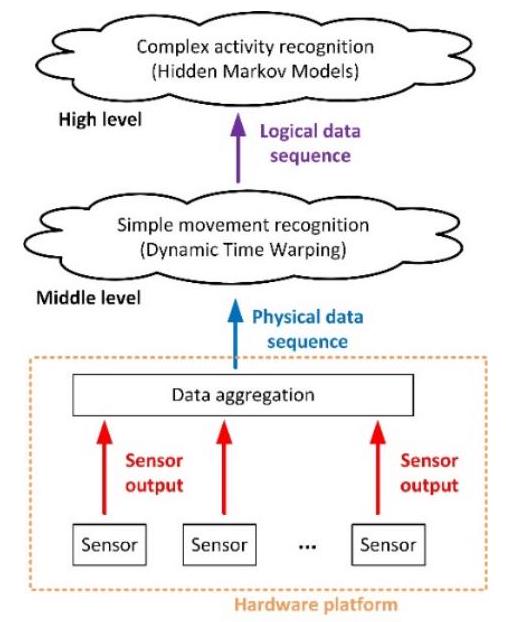 Complex activity recognition
(Hidden Markov Models)
High level
Logical data
sequence
Simple movement recognition
(Dynamic Time Warping)
Middle level
Physical data
sequence
Data aggregation
Sensor
output
Sensor
output
Sensor
Sensor
...
Sensor
Hardware platform